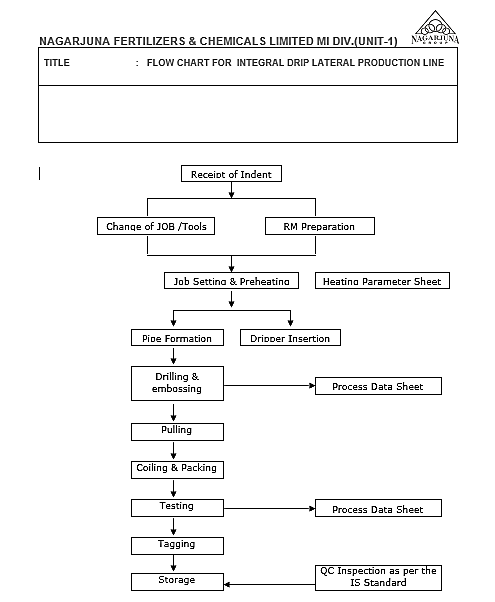 NAGARJUNA
GROUP
NAGARJUNA FERTILIZERS & CHEMICALS LIMITED MI DIV.(UNIT-1)
TITLE : FLOW CHART FOR INTEGRAL DRIP LATERAL PRODUCTION LINE
Receipt of Indent
Change of JOB /Tools
RM Preparation
Job Setting & Preheating
Heating Parameter Sheet
Pipe Formation
Dripper Insertion
Drilling &
embossing
Process Data Sheet
Pulling
Coiling & Packing
Testing
Process Data Sheet
Tagging
Storage
QC Inspection as per the
IS Standard